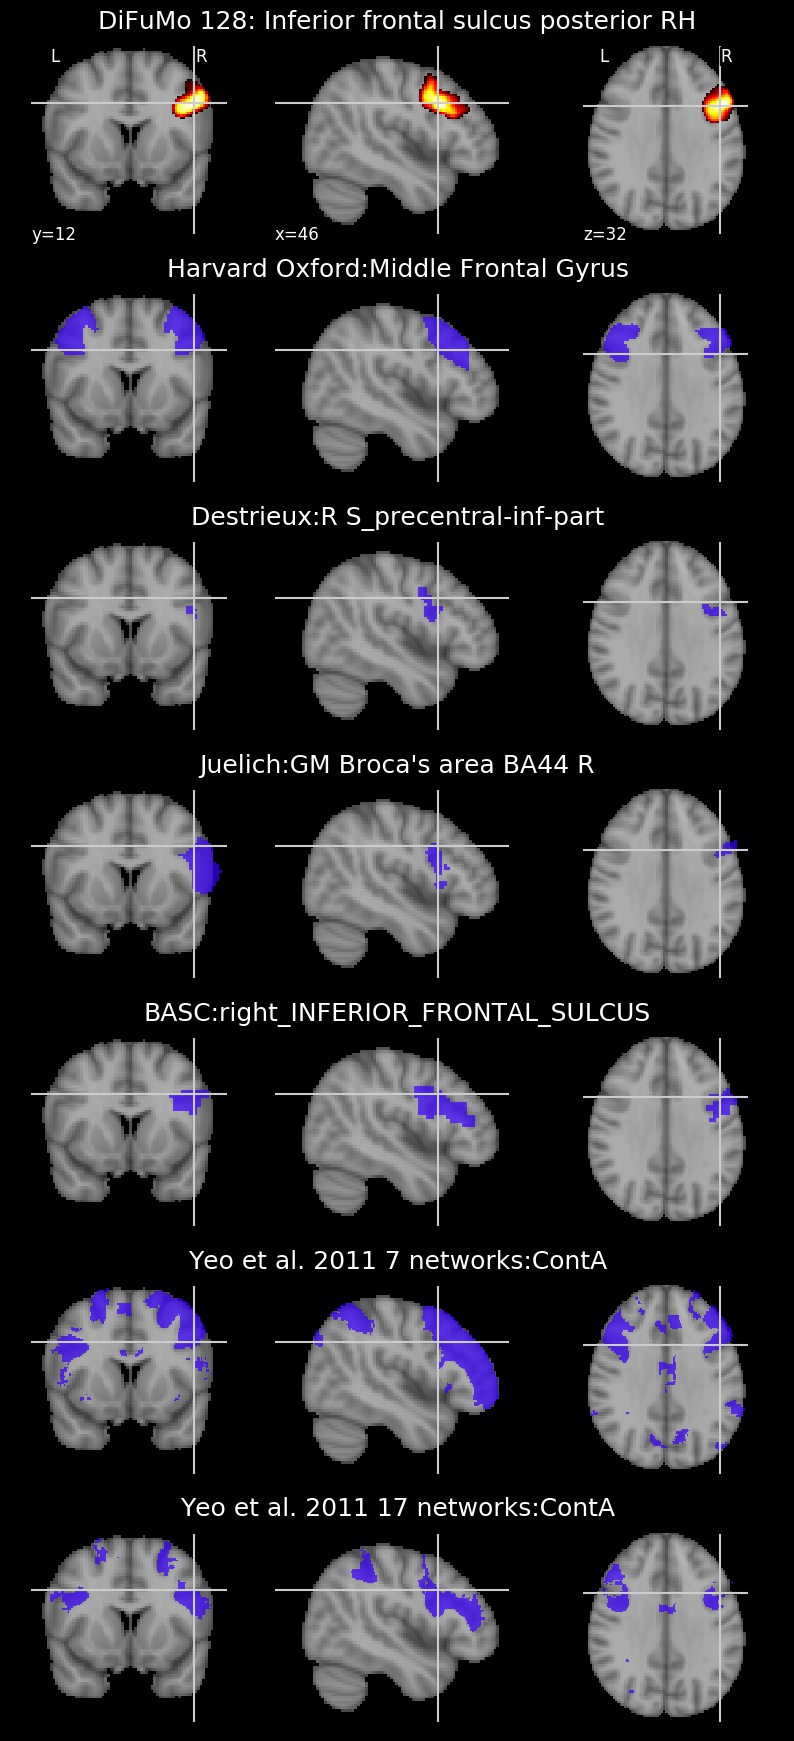 DiFuMo 128: Inferior frontal sulcus posterior RH
L R L R
y=12 x=46 z=32
Harvard Oxford:Middle Frontal Gyrus
Destrieux:R S_precentral-inf-part
Juelich:GM Broca's area BA44 R
BASC:right_INFERIOR_FRONTAL_SULCUS
Yeo et al. 2011 7 networks:ContA
Yeo et al. 2011 17 networks:ContA